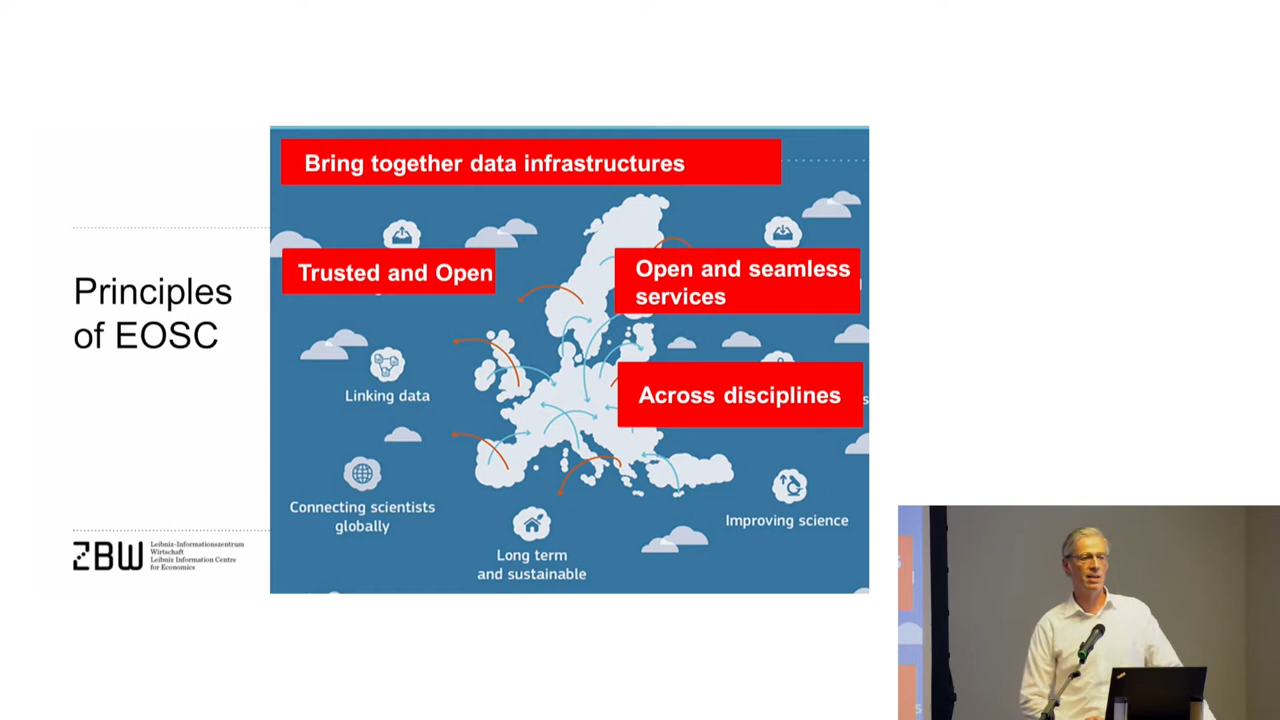 Bring together data infrastructures
Trusted and Open
Open and seamless
services
Principles
of EOSC
Linking data
Across disciplines
Connecting scientists
globally
Improving science
Long term
and sustainable
ZBW
Leibniz-Informationszentrum
Wirtschaft
Leibniz Information Centre
for Economics